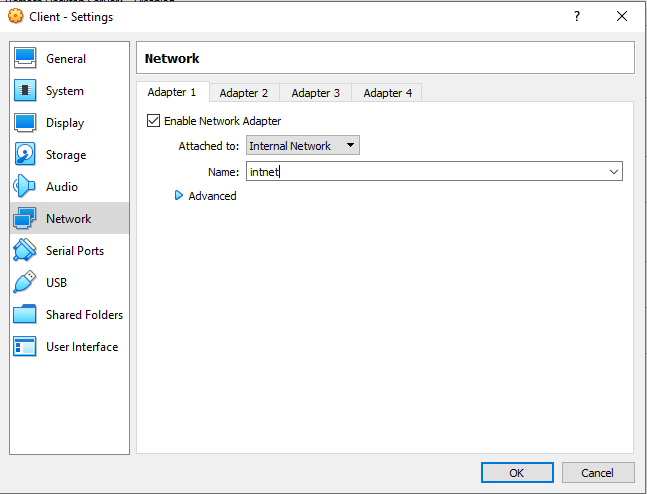 Client - Settings
General
System
Display
Storage
Audio
Network
Serial Ports
USB
Shared Folders
User Interface
Network
Adapter 1 Adapter 2 Adapter 3 Adapter 4
Enable Network Adapter
Attached to: Internal Network
Name: intnet
Advanced
OK Cancel